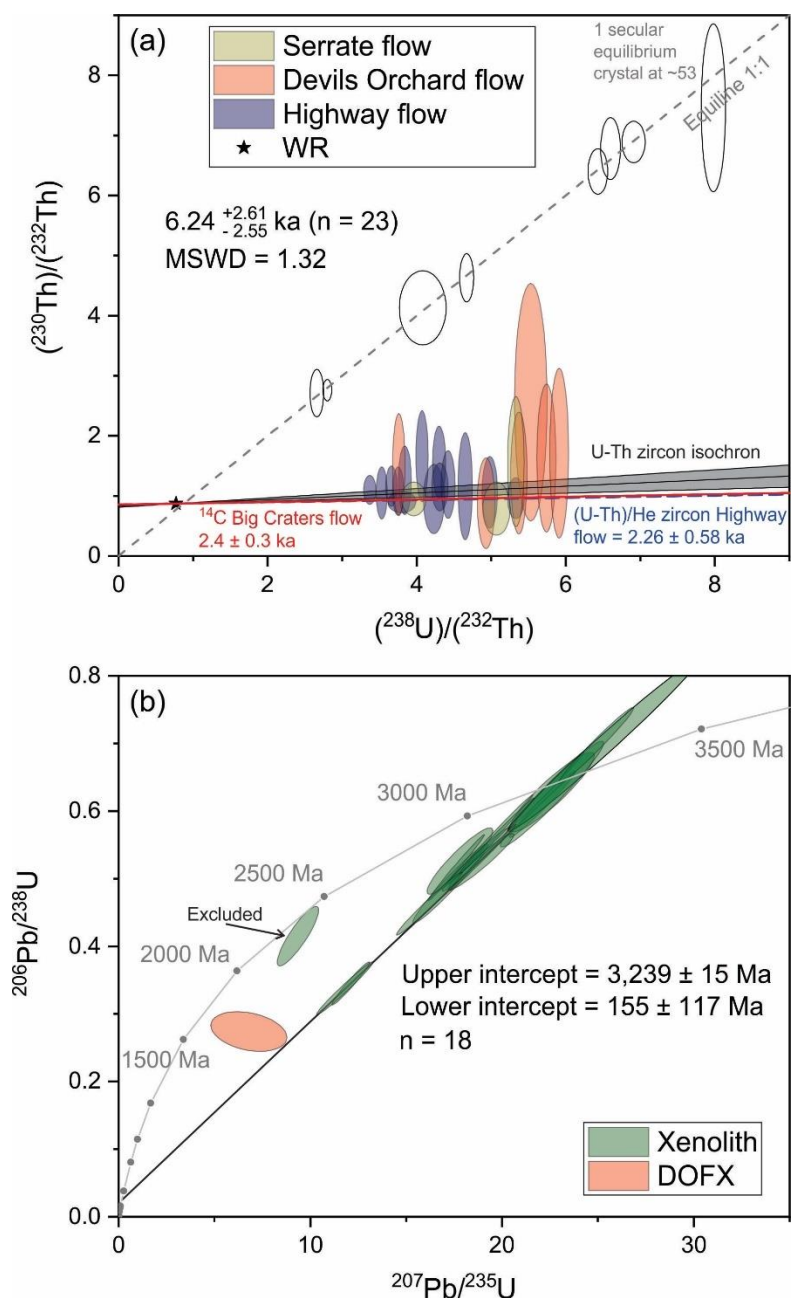 (a)
Serrate flow
Devils Orchard flow
Highway flow
WR
1 secular
equilibrium
crystal at ~53
Equiline 1:1
6.24 +2.61 -2.55 ka (n = 23)
MSWD = 1.32
U-Th zircon isochron
¹⁴C Big Craters flow
2.4 ± 0.3 ka
(U-Th)/He zircon Highway
flow = 2.26 ± 0.58 ka
8
6
4
2
0
(²³⁰Th)/(²³²Th)
0 2 4 6 8
(²³⁸U)/(²³²Th)
(b)
3500 Ma
3000 Ma
2500 Ma
Excluded
2000 Ma
1500 Ma
Upper intercept = 3,239 ± 15 Ma
Lower intercept = 155 ± 117 Ma
n = 18
Xenolith
DOFX
0.8
0.6
0.4
0.2
0.0
²⁰⁶Pb/²³⁸U
0 10 20 30
²⁰⁷Pb/²³⁵U